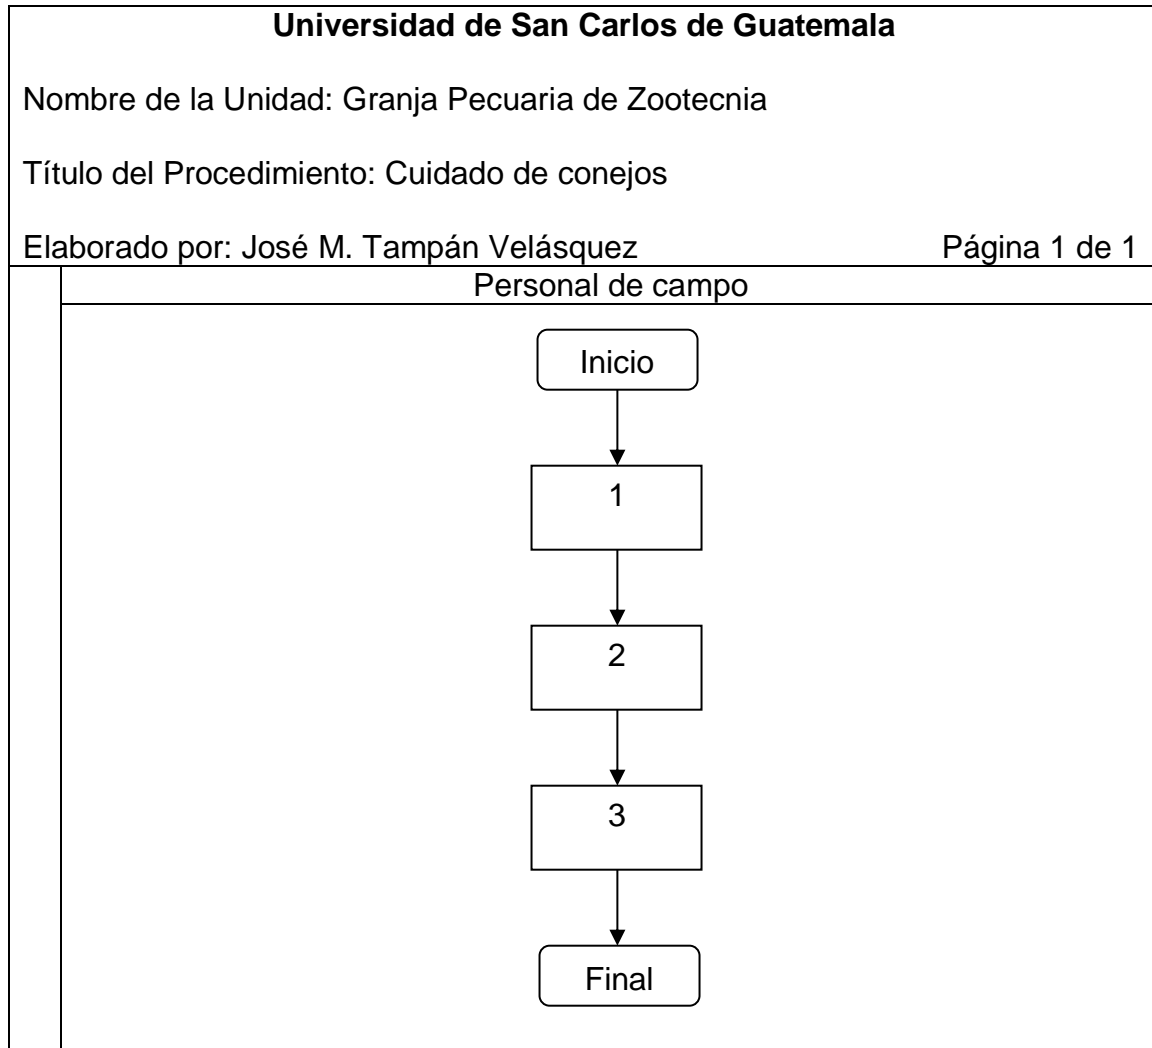 Universidad de San Carlos de Guatemala
Nombre de la Unidad: Granja Pecuaria de Zootecnia
Título del Procedimiento: Cuidado de conejos
Elaborado por: José M. Tampán Velásquez Página 1 de 1
Personal de campo
Inicio
1
2
3
Final